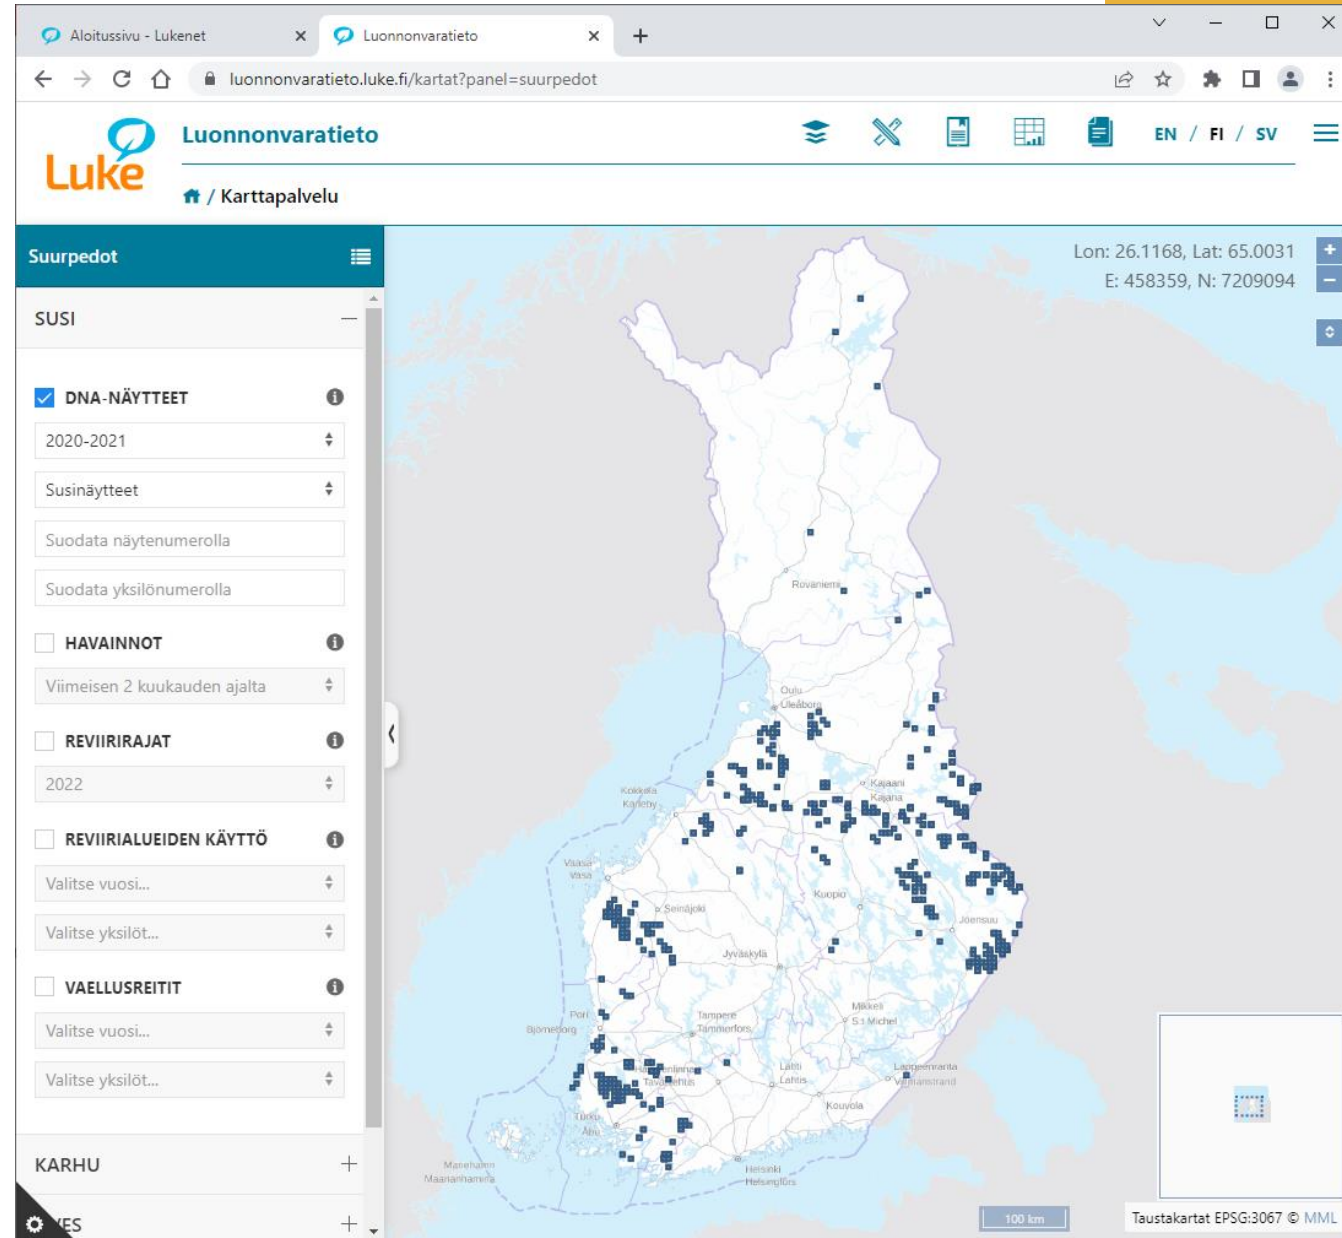 Aloitussivu - Lukenet
Luonnonvaratieto
luonnonvaratieto.luke.fi/kartat?panel=suurpedot
Luke
Luonnonvaratieto
EN / FI / SV
/ Karttapalvelu
Suurpedot
Lon: 26.1168, Lat: 65.0031
E: 458359, N: 7209094
SUSI
DNA-NÄYTTEET
2020-2021
Susinäytteet
Suodata näytenumerolla
Suodata yksilönumerolla
HAVAINNOT
Viimeisen 2 kuukauden ajalta
REVIIRIRAJAT
2022
REVIIRIALUEIDEN KÄYTTÖ
Valitse vuosi...
Valitse yksilöt...
VAELLUSREITIT
Valitse vuosi...
Valitse yksilöt...
KARHU
Rovaniemi
Oulu
Uleåborg
Kajaani
Kajana
Kokkola
Karleby
Vaasa
Vasa
Seinäjoki
Kuopio
Joensuu
Jyväskylä
Mikkeli
S:t Michel
Pori
Björneborg
Tampere
Tammerfors
Lahti
Lahtis
Lappeenranta
Kouvola
Turku
Åbo
Helsinki
Helsingfors
Maarianhamina
100 km
Taustakartat EPSG:3067 © MML